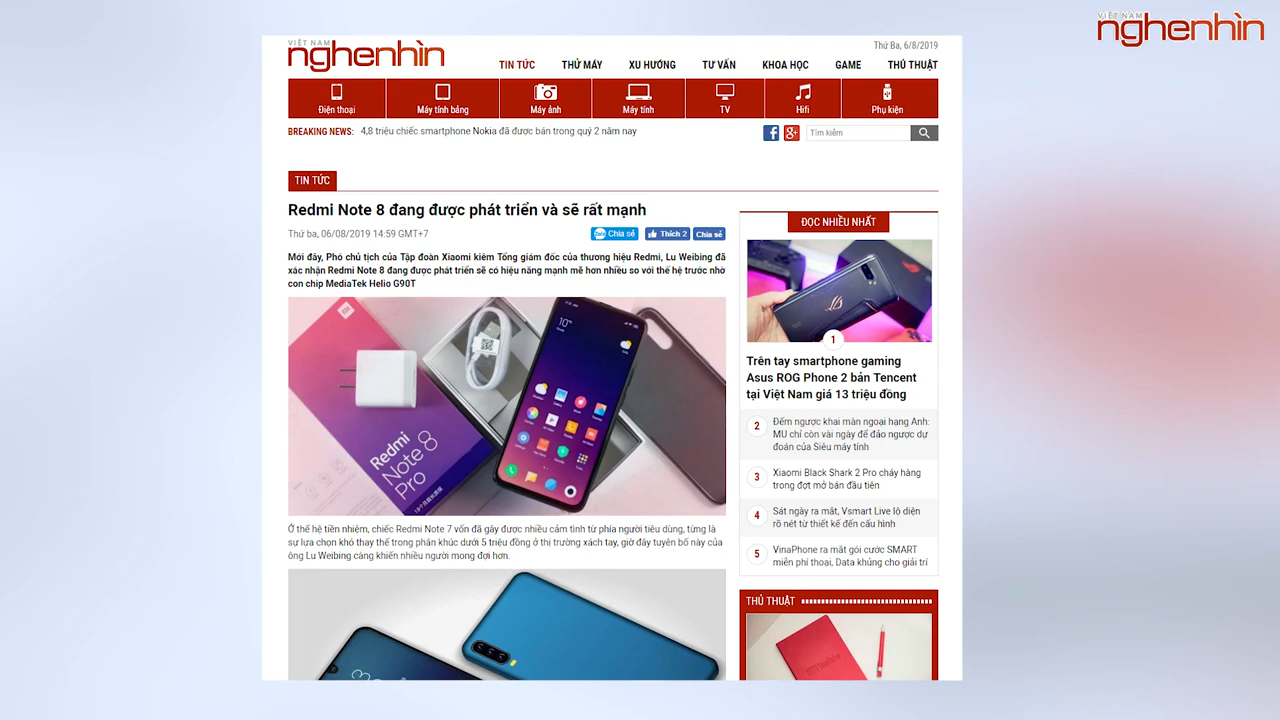 VIỆT NAM
nghenhìn
VIỆT NAM
nghenhìn
Thứ Ba, 6/8/2019
TIN TỨC THỬ MÁY XU HƯỚNG TƯ VẤN KHOA HỌC GAME THỦ THUẬT
Điện thoại Máy tính bảng Máy ảnh Máy tính TV Hifi Phụ kiện
BREAKING NEWS: 4,8 triệu chiếc smartphone Nokia đã được bán trong quý 2 năm nay
Tìm kiếm
TIN TỨC
Redmi Note 8 đang được phát triển và sẽ rất mạnh
Thứ ba, 06/08/2019 14:59 GMT+7
Chia sẻ Thích 2 Chia sẻ
Mới đây, Phó chủ tịch của Tập đoàn Xiaomi kiêm Tổng giám đốc của thương hiệu Redmi, Lu Weibing đã
xác nhận Redmi Note 8 đang được phát triển sẽ có hiệu năng mạnh mẽ hơn nhiều so với thế hệ trước nhờ
con chip MediaTek Helio G90T
Redmi
Note 8
Pro
Ở thế hệ tiền nhiệm, chiếc Redmi Note 7 vốn đã gây được nhiều cảm tình từ phía người tiêu dùng, từng là
sự lựa chọn khó thay thế trong phân khúc dưới 5 triệu đồng ở thị trường xách tay, giờ đây tuyên bố này của
ông Lu Weibing càng khiến nhiều người mong đợi hơn.
ĐỌC NHIỀU NHẤT
1
Trên tay smartphone gaming
Asus ROG Phone 2 bản Tencent
tại Việt Nam giá 13 triệu đồng
2 Đếm ngược khai màn ngoại hạng Anh:
MU chỉ còn vài ngày để đảo ngược dự
đoán của Siêu máy tính
3 Xiaomi Black Shark 2 Pro cháy hàng
trong đợt mở bán đầu tiên
4 Sát ngày ra mắt, Vsmart Live lộ diện
rõ nét từ thiết kế đến cấu hình
5 VinaPhone ra mắt gói cước SMART
miễn phí thoại, Data khủng cho giải trí
THỦ THUẬT